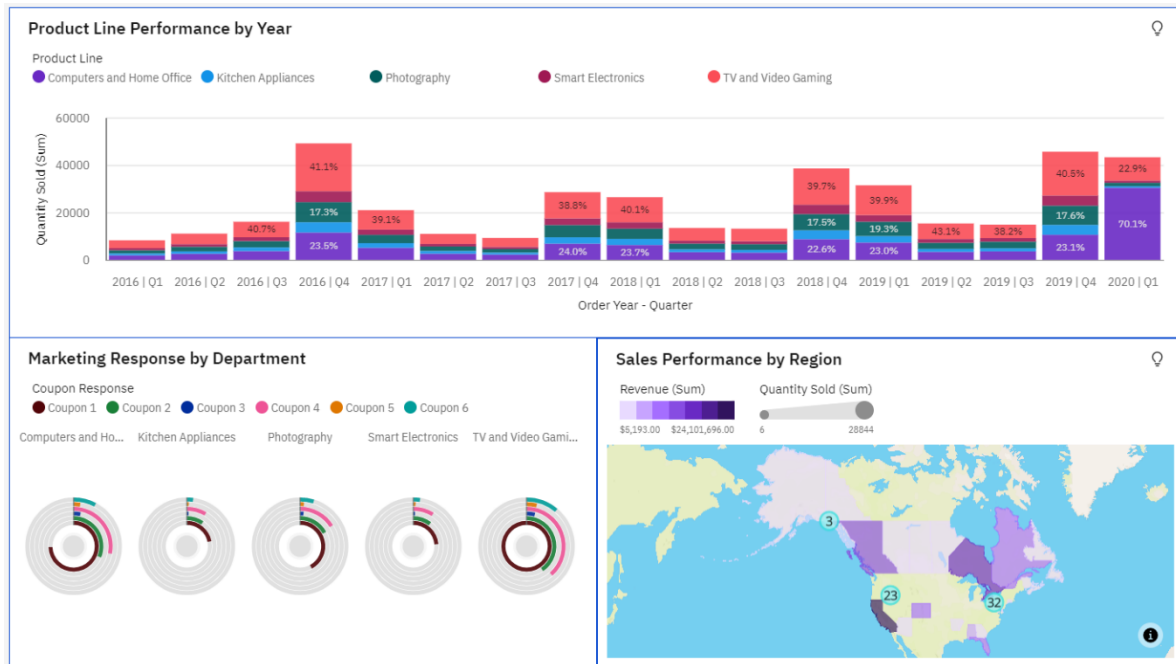 Product Line Performance by Year
Product Line
Computers and Home Office Kitchen Appliances Photography Smart Electronics TV and Video Gaming
Quantity Sold (Sum)
60000
40000
20000
0
41.1%
17.3%
23.5%
40.7%
39.1%
38.8%
24.0%
40.1%
23.7%
39.7%
17.5%
22.6%
39.9%
19.3%
23.0%
43.1%
38.2%
40.5%
17.6%
23.1%
22.9%
70.1%
2016 | Q1 2016 | Q2 2016 | Q3 2016 | Q4 2017 | Q1 2017 | Q2 2017 | Q3 2017 | Q4 2018 | Q1 2018 | Q2 2018 | Q3 2018 | Q4 2019 | Q1 2019 | Q2 2019 | Q3 2019 | Q4 2020 | Q1
Order Year - Quarter
Marketing Response by Department
Coupon Response
Coupon 1 Coupon 2 Coupon 3 Coupon 4 Coupon 5 Coupon 6
Computers and Ho... Kitchen Appliances Photography Smart Electronics TV and Video Gami...
Sales Performance by Region
Revenue (Sum) Quantity Sold (Sum)
$5,193.00 $24,101,696.00 6 28844
3
23
32
i